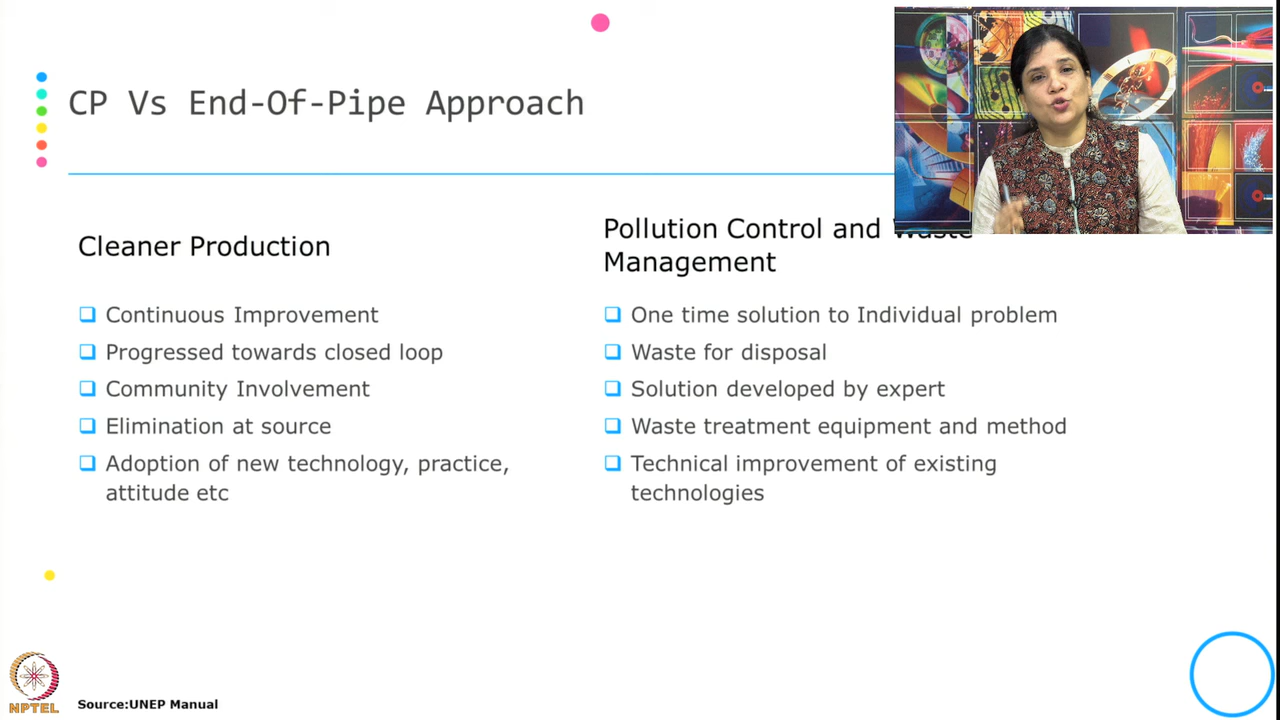 CP Vs End-Of-Pipe Approach
Cleaner Production
Continuous Improvement
Progressed towards closed loop
Community Involvement
Elimination at source
Adoption of new technology, practice,
attitude etc
Pollution Control and Waste
Management
One time solution to Individual problem
Waste for disposal
Solution developed by expert
Waste treatment equipment and method
Technical improvement of existing
technologies
NPTEL
Source:UNEP Manual